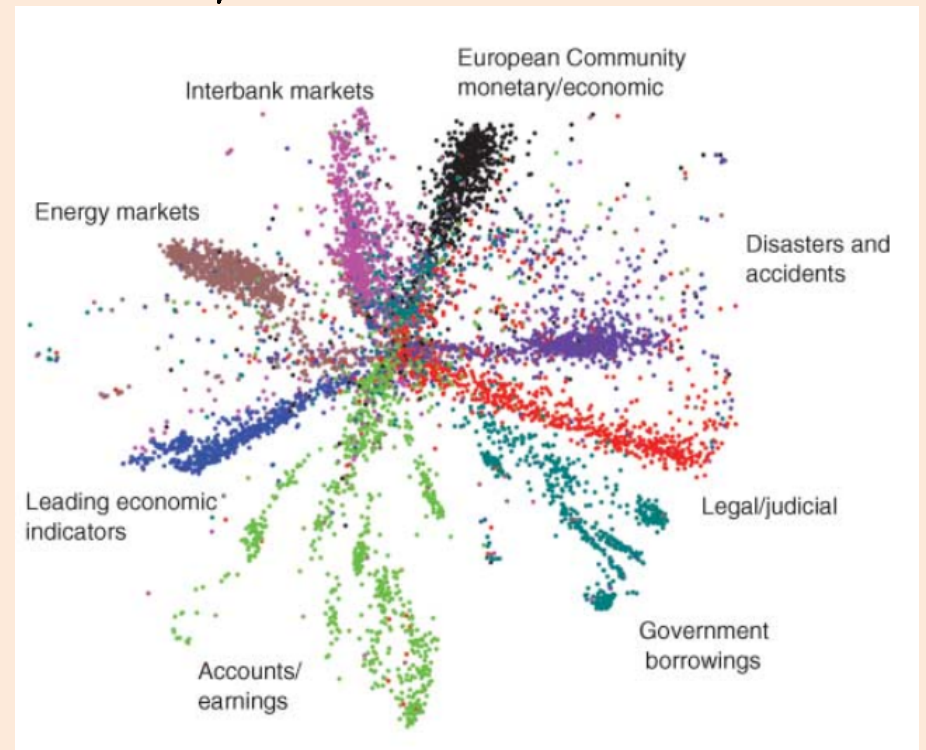 European Community
monetary/economic
Interbank markets
Energy markets
Disasters and
accidents
Leading economic
indicators
Legal/judicial
Government
borrowings
Accounts/
earnings